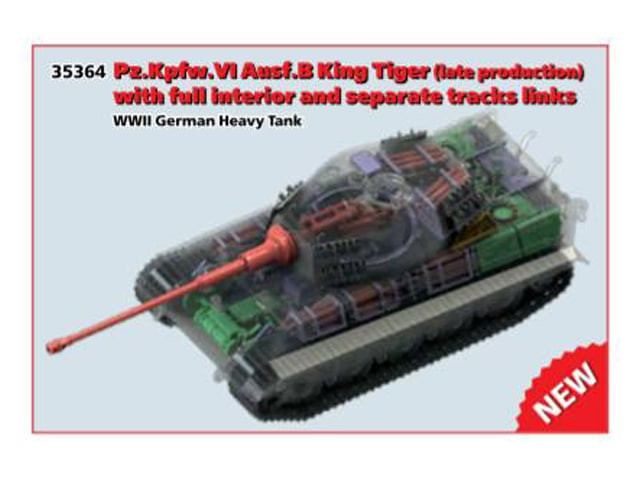 35364 Pz.Kpfw.VI Ausf.B King Tiger (late production)
with full interior and separate tracks links
WWII German Heavy Tank
NEW